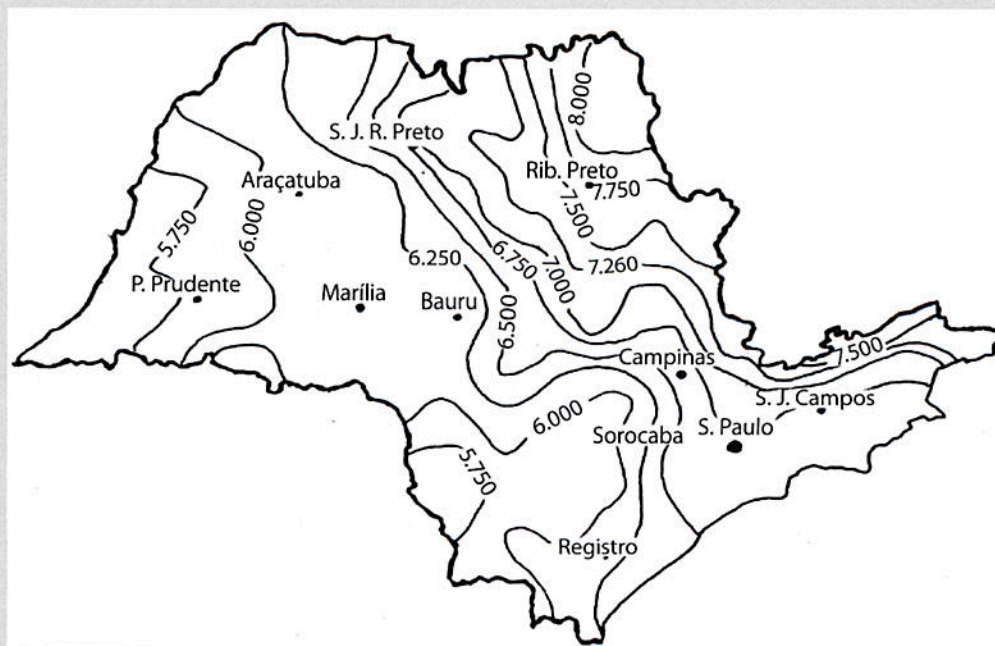 8.000
S. J. R. Preto
Rib. Preto
7.750
Araçatuba
7.500
5.750
6.000
6.250
6.750
7.000
7.260
P. Prudente
Marília
Bauru
6.500
Campinas
7.500
S. J. Campos
6.000
Sorocaba
S. Paulo
5.750
Registro